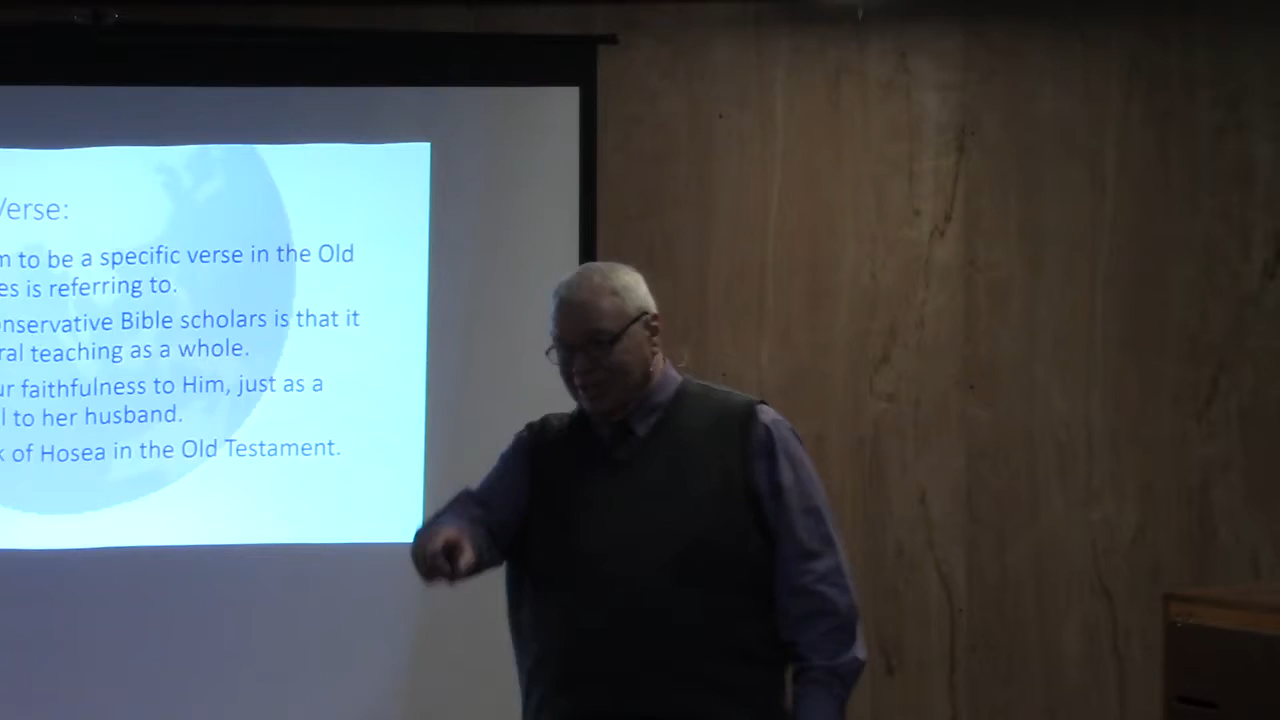 Verse:
m to be a specific verse in the Old
es is referring to.
nservative Bible scholars is that it
ral teaching as a whole.
ur faithfulness to Him, just as a
l to her husband.
k of Hosea in the Old Testament.